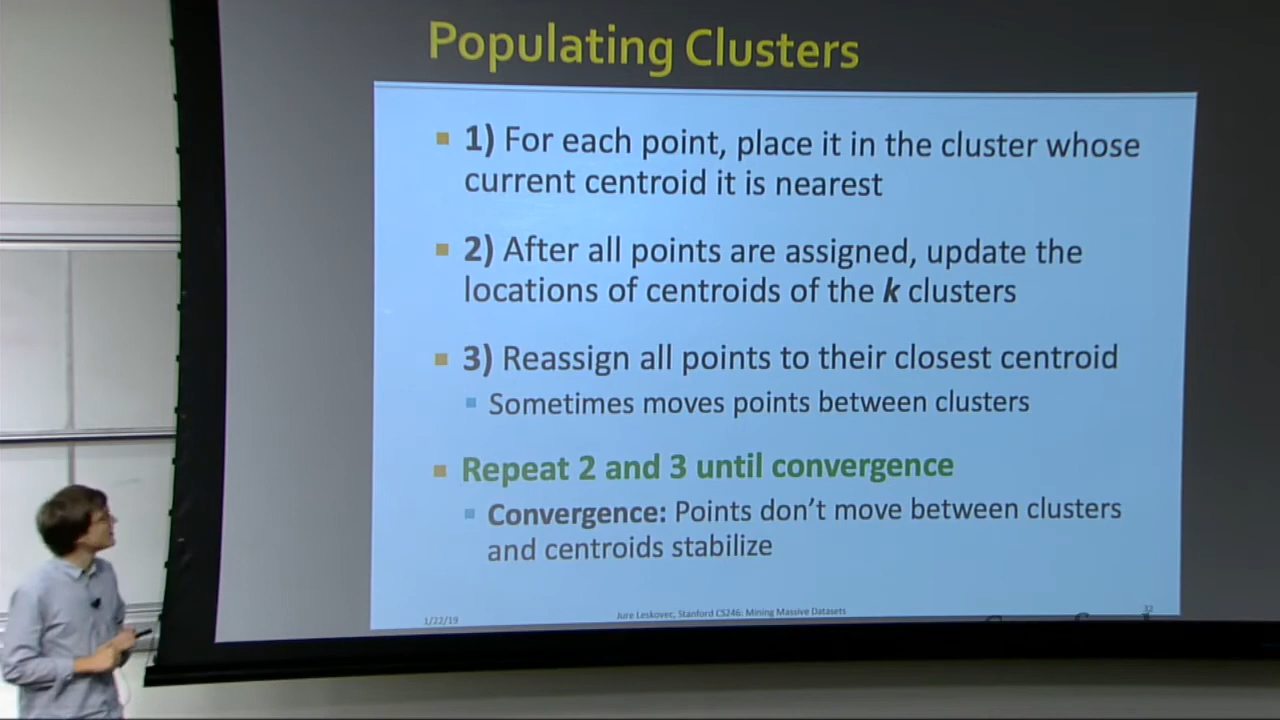 Populating Clusters
1) For each point, place it in the cluster whose
current centroid it is nearest
2) After all points are assigned, update the
locations of centroids of the k clusters
3) Reassign all points to their closest centroid
Sometimes moves points between clusters
Repeat 2 and 3 until convergence
Convergence: Points don't move between clusters
and centroids stabilize
1/22/19
Jure Leskovec, Stanford CS246: Mining Massive Datasets